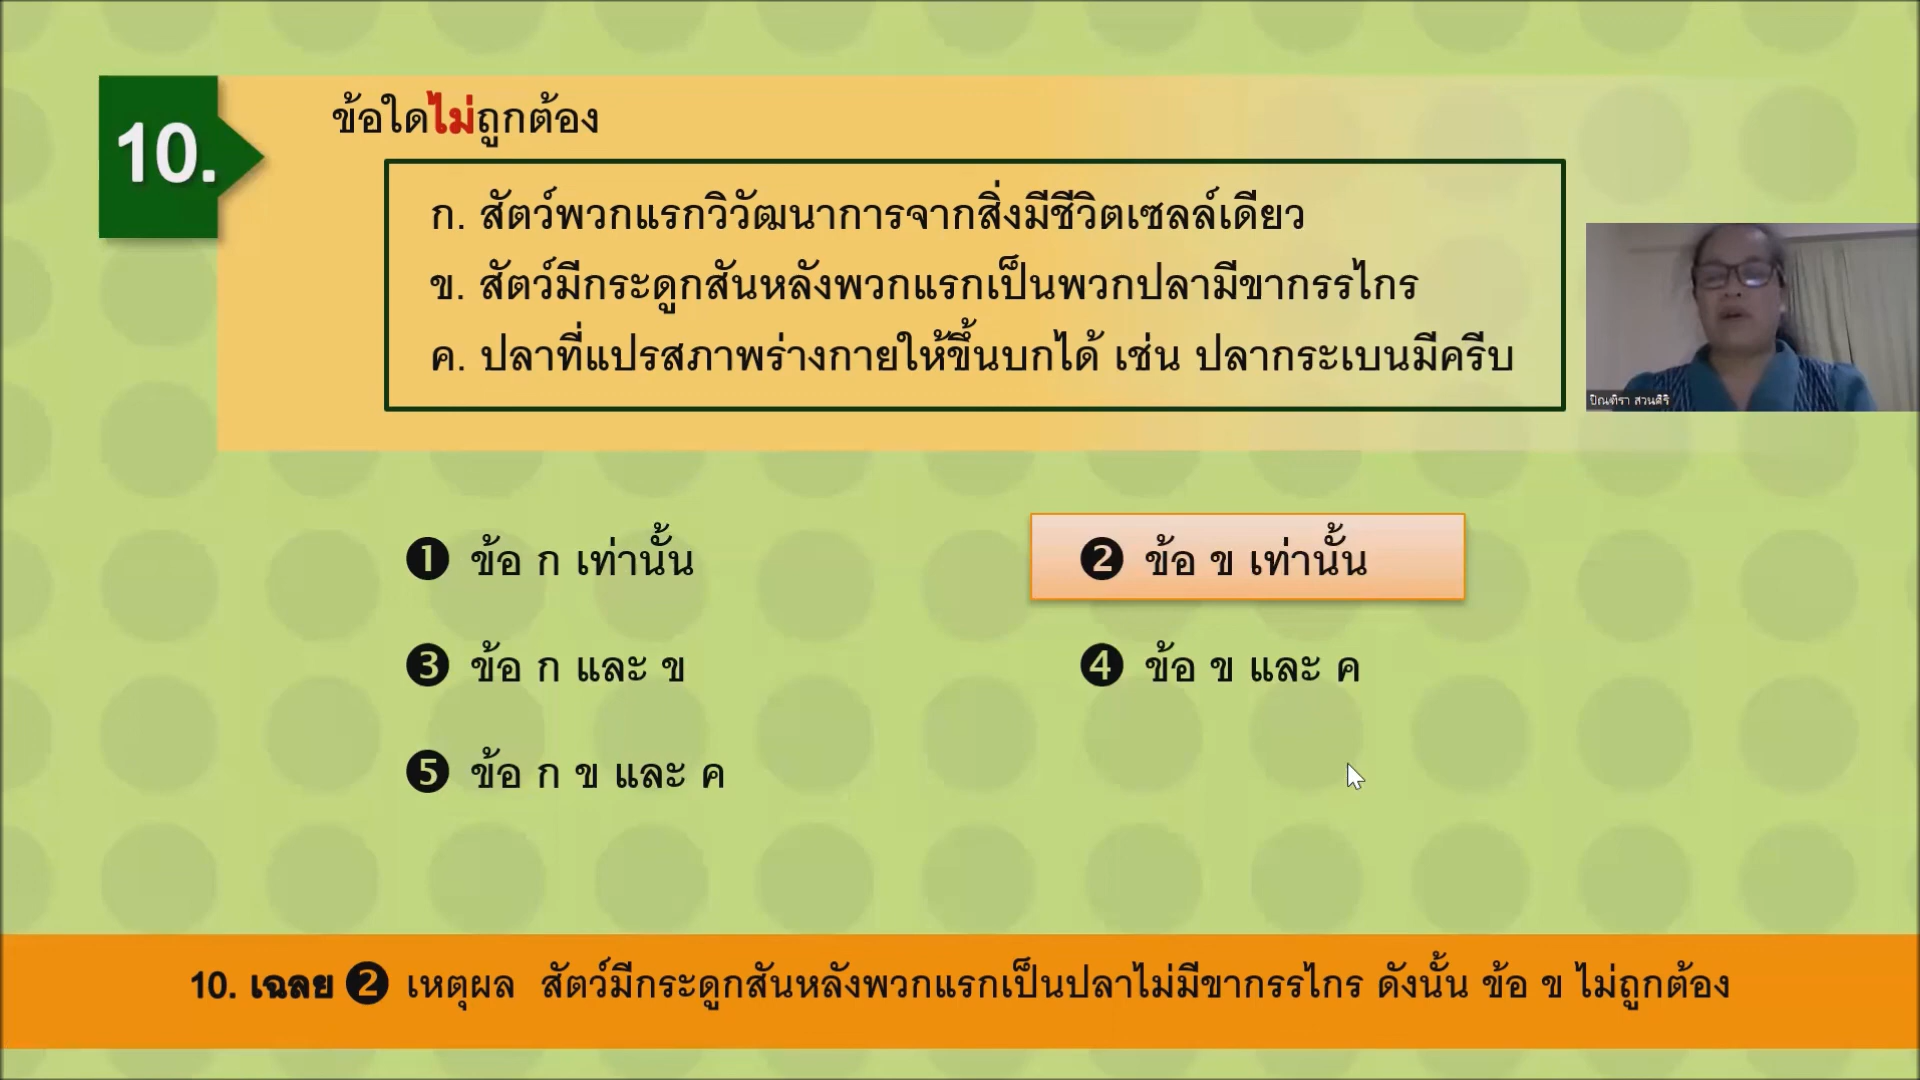 10.
ข้อใดไม่ถูกต้อง
ก. สัตว์พวกแรกวิวัฒนาการจากสิ่งมีชีวิตเซลล์เดียว
ข. สัตว์มีกระดูกสันหลังพวกแรกเป็นพวกปลามีขากรรไกร
ค. ปลาที่แปรสภาพร่างกายให้ขึ้นบกได้ เช่น ปลากระเบนมีครีบ
ปัณฑิรา สวนศิริ
❶ ข้อ ก เท่านั้น
❷ ข้อ ข เท่านั้น
❸ ข้อ ก และ ข
❹ ข้อ ข และ ค
❺ ข้อ ก ข และ ค
10. เฉลย ❷ เหตุผล สัตว์มีกระดูกสันหลังพวกแรกเป็นปลาไม่มีขากรรไกร ดังนั้น ข้อ ข ไม่ถูกต้อง